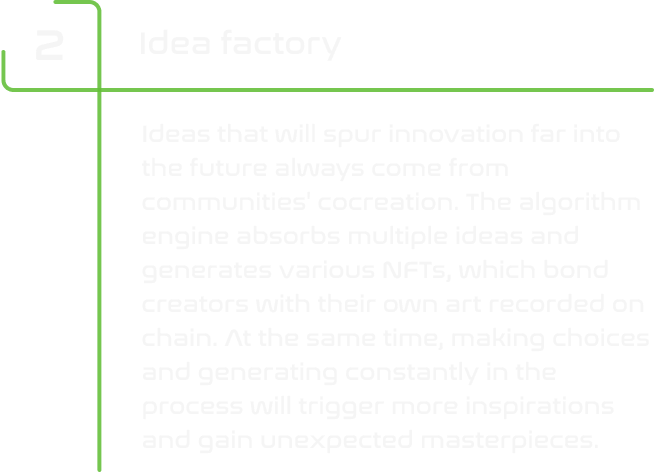 2
Idea factory
Ideas that will spur innovation far into
the future always come from
communities' cocreation. The algorithm
engine absorbs multiple ideas and
generates various NFTs, which bond
creators with their own art recorded on
chain. At the same time, making choices
and generating constantly in the
process will trigger more inspirations
and gain unexpected masterpieces.